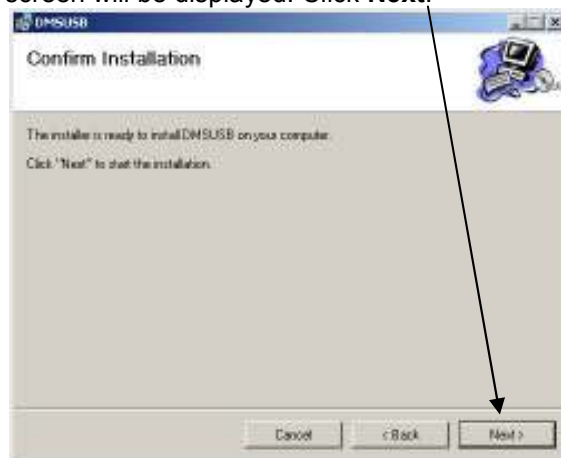 screen will be displayed. Click Next.
DMSUSB
Confirm Installation
The installer is ready to install DMSUSB on your computer.
Click "Next" to start the installation.
Cancel
< Back
Next >